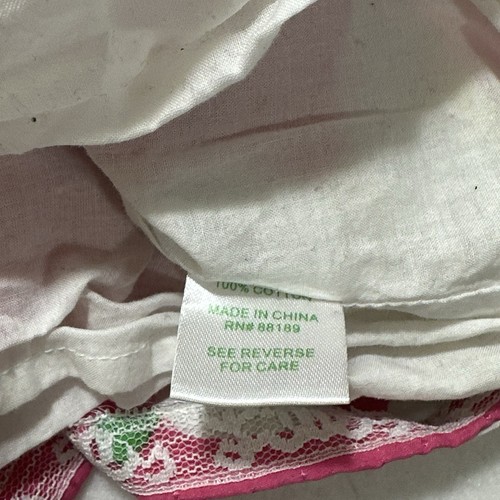 100% COTTON
MADE IN CHINA
RN# 88189
SEE REVERSE
FOR CARE